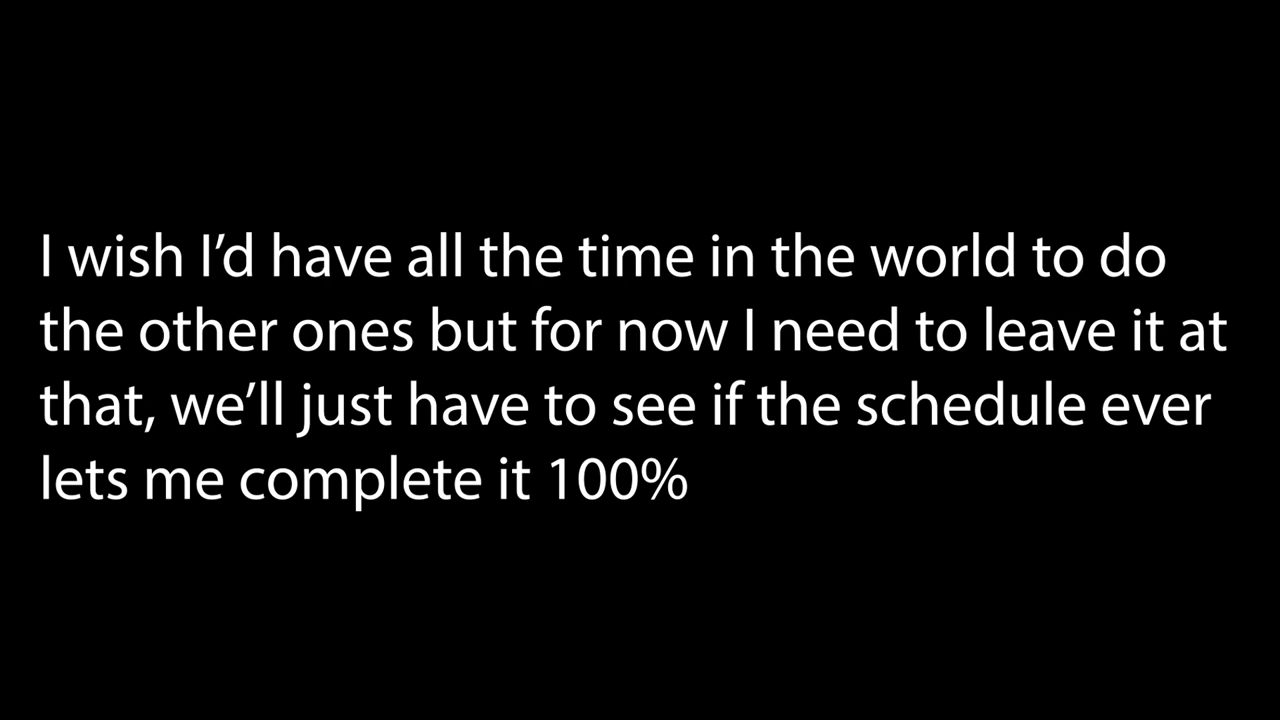 I wish I’d have all the time in the world to do
the other ones but for now I need to leave it at
that, we’ll just have to see if the schedule ever
lets me complete it 100%